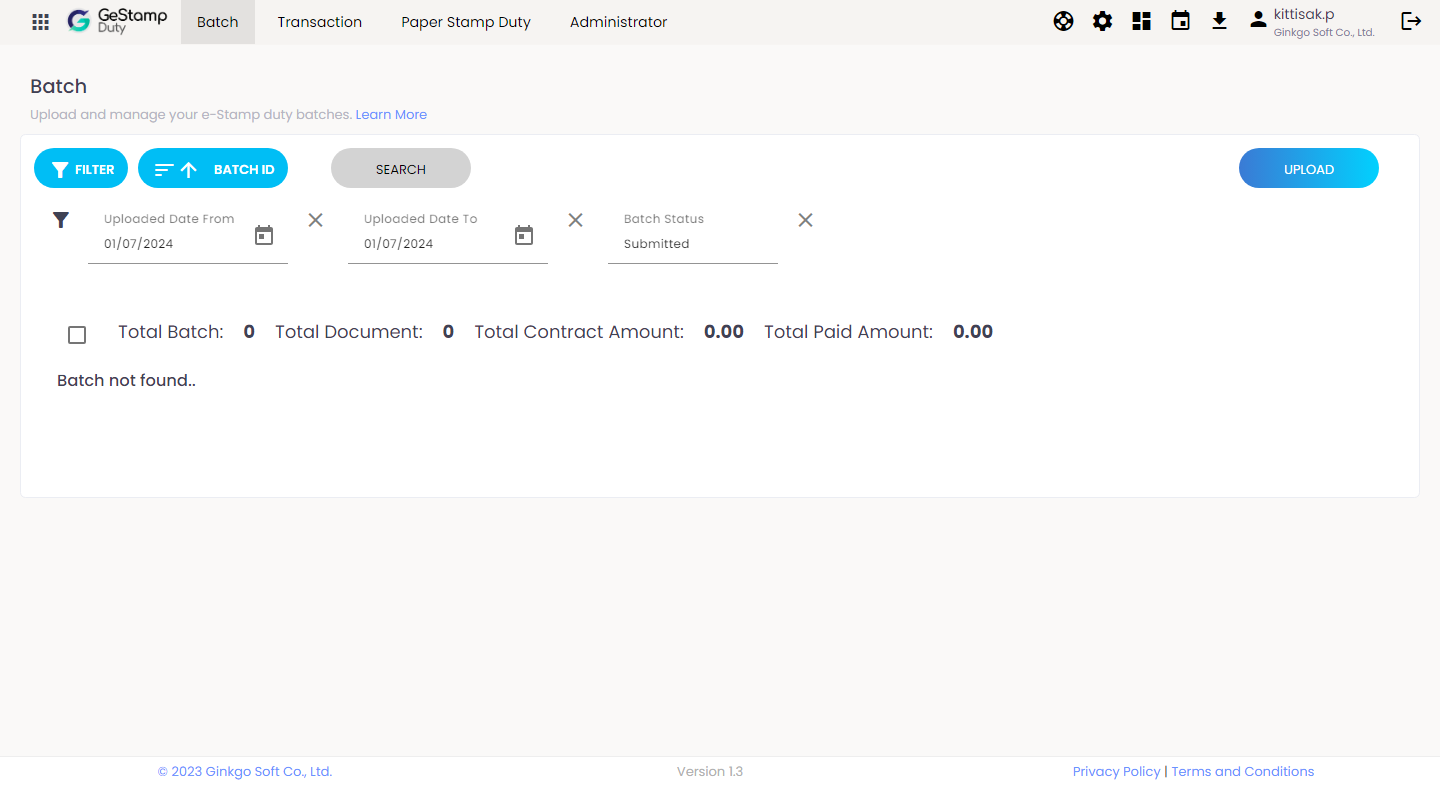 GeStamp
Duty
Batch
Transaction
Paper Stamp Duty
Administrator
kittisak.p
Ginkgo Soft Co., Ltd.
Batch
Upload and manage your e-Stamp duty batches. Learn More
FILTER
BATCH ID
SEARCH
UPLOAD
Uploaded Date From
01/07/2024
Uploaded Date To
01/07/2024
Batch Status
Submitted
Total Batch: 0 Total Document: 0 Total Contract Amount: 0.00 Total Paid Amount: 0.00
Batch not found..
© 2023 Ginkgo Soft Co., Ltd.
Version 1.3
Privacy Policy | Terms and Conditions